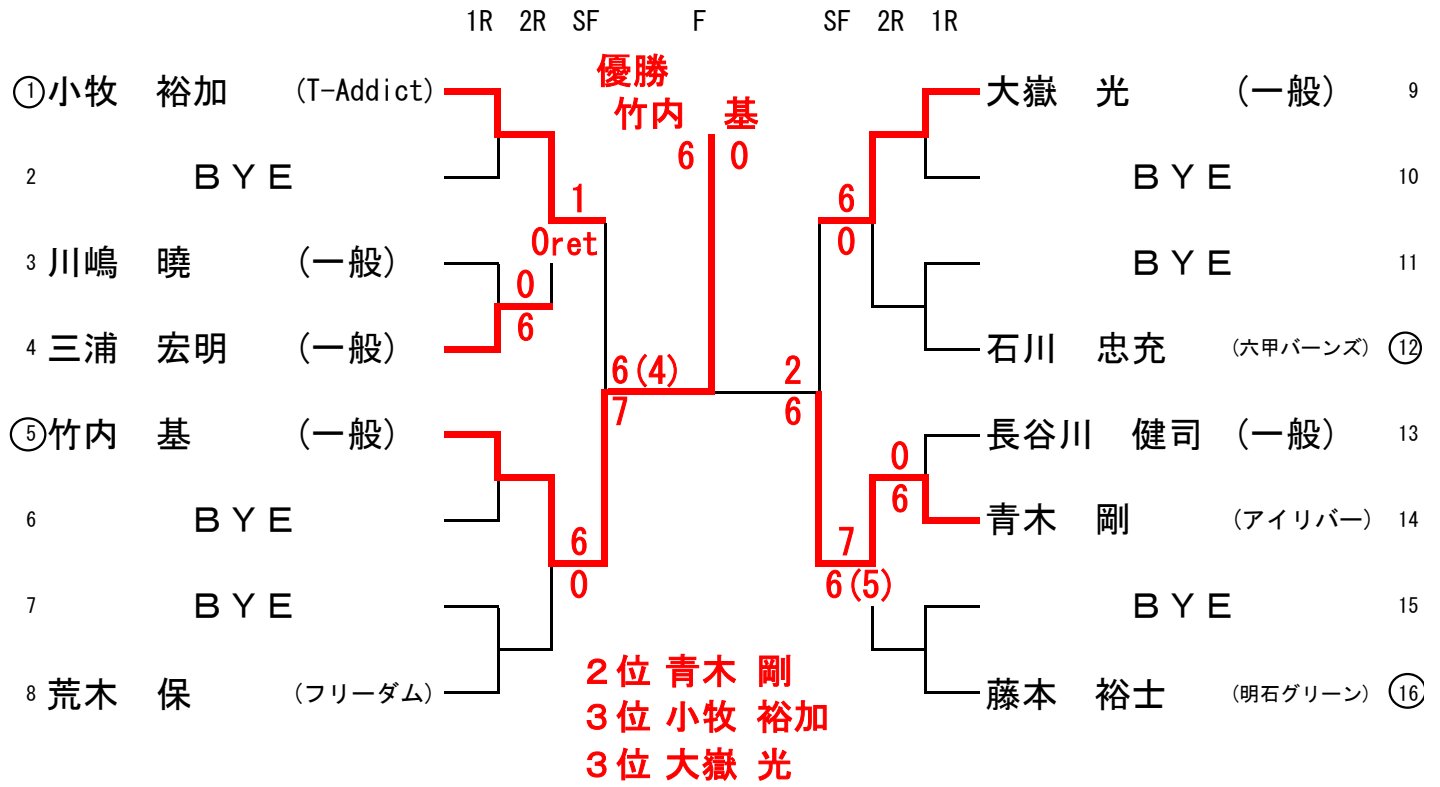 1R 2R SF F SF 2R 1R
優勝
竹内 基
6 0
① 小牧 裕加 (T-Addict)
2 ＢＹＥ
1
0ret
3 川嶋 曉 (一般)
0
6
4 三浦 宏明 (一般)
6(4)
7
⑤ 竹内 基 (一般)
6 ＢＹＥ
6
0
7 ＢＹＥ
8 荒木 保 (フリーダム)
大嶽 光 (一般) 9
ＢＹＥ 10
6
0
ＢＹＥ 11
石川 忠充 (六甲バーンズ) ⑫
2
6
長谷川 健司 (一般) 13
0
6
青木 剛 (アイリバー) 14
7
6(5)
ＢＹＥ 15
藤本 裕士 (明石グリーン) ⑯
２位 青木 剛
３位 小牧 裕加
３位 大嶽 光